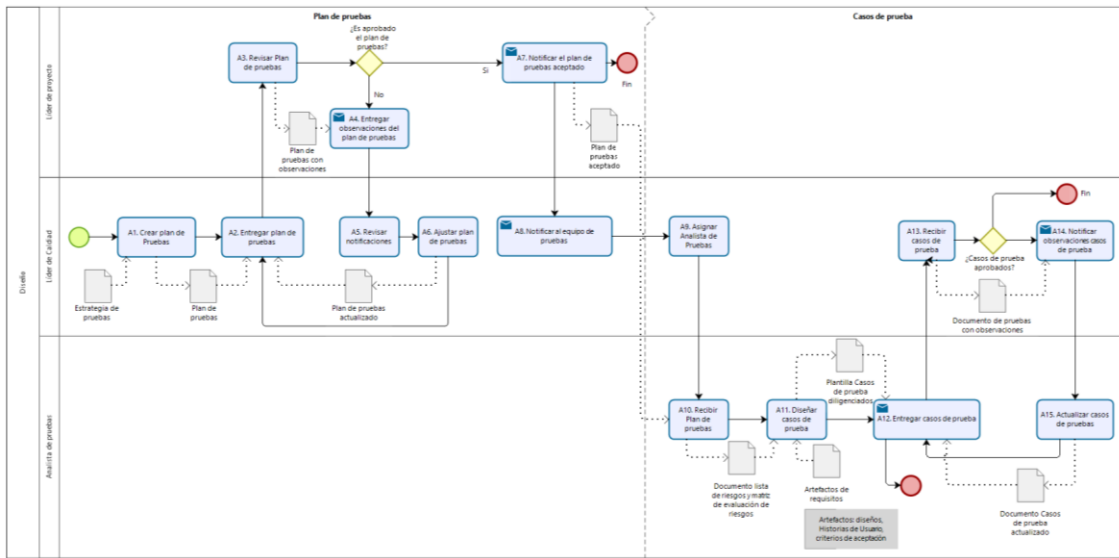 Plan de pruebas
Casos de prueba
Diseño
Líder de proyecto
¿Es aprobado
el plan de
pruebas?
A3. Revisar Plan
de pruebas
Si
No
A7. Notificar el plan de
pruebas aceptado
Fin
A4. Entregar
observaciones del
plan de pruebas
Plan de
pruebas con
observaciones
Plan de
pruebas
aceptado
Líder de Calidad
A1. Crear plan de
Pruebas
A2. Entregar plan de
pruebas
A5. Revisar
notificaciones
A6. Ajustar plan
de pruebas
A8. Notificar al equipo de
pruebas
A9. Asignar
Analista de
Pruebas
A13. Recibir
casos de
prueba
¿Casos de prueba
aprobados?
Fin
A14. Notificar
observaciones casos
de prueba
Estrategia de
pruebas
Plan de
pruebas
Plan de pruebas
actualizado
Documento de pruebas
con observaciones
Analista de pruebas
Plantilla Casos
de prueba
diligenciados
A10. Recibir
Plan de
pruebas
A11. Diseñar
casos de
prueba
A12. Entregar casos de prueba
A15. Actualizar casos
de pruebas
Documento lista
de riesgos y matriz
de evaluación de
riesgos
Artefactos de
requisitos
Artefactos: diseños,
Historias de Usuario,
criterios de aceptación
Documento Casos
de prueba
actualizado